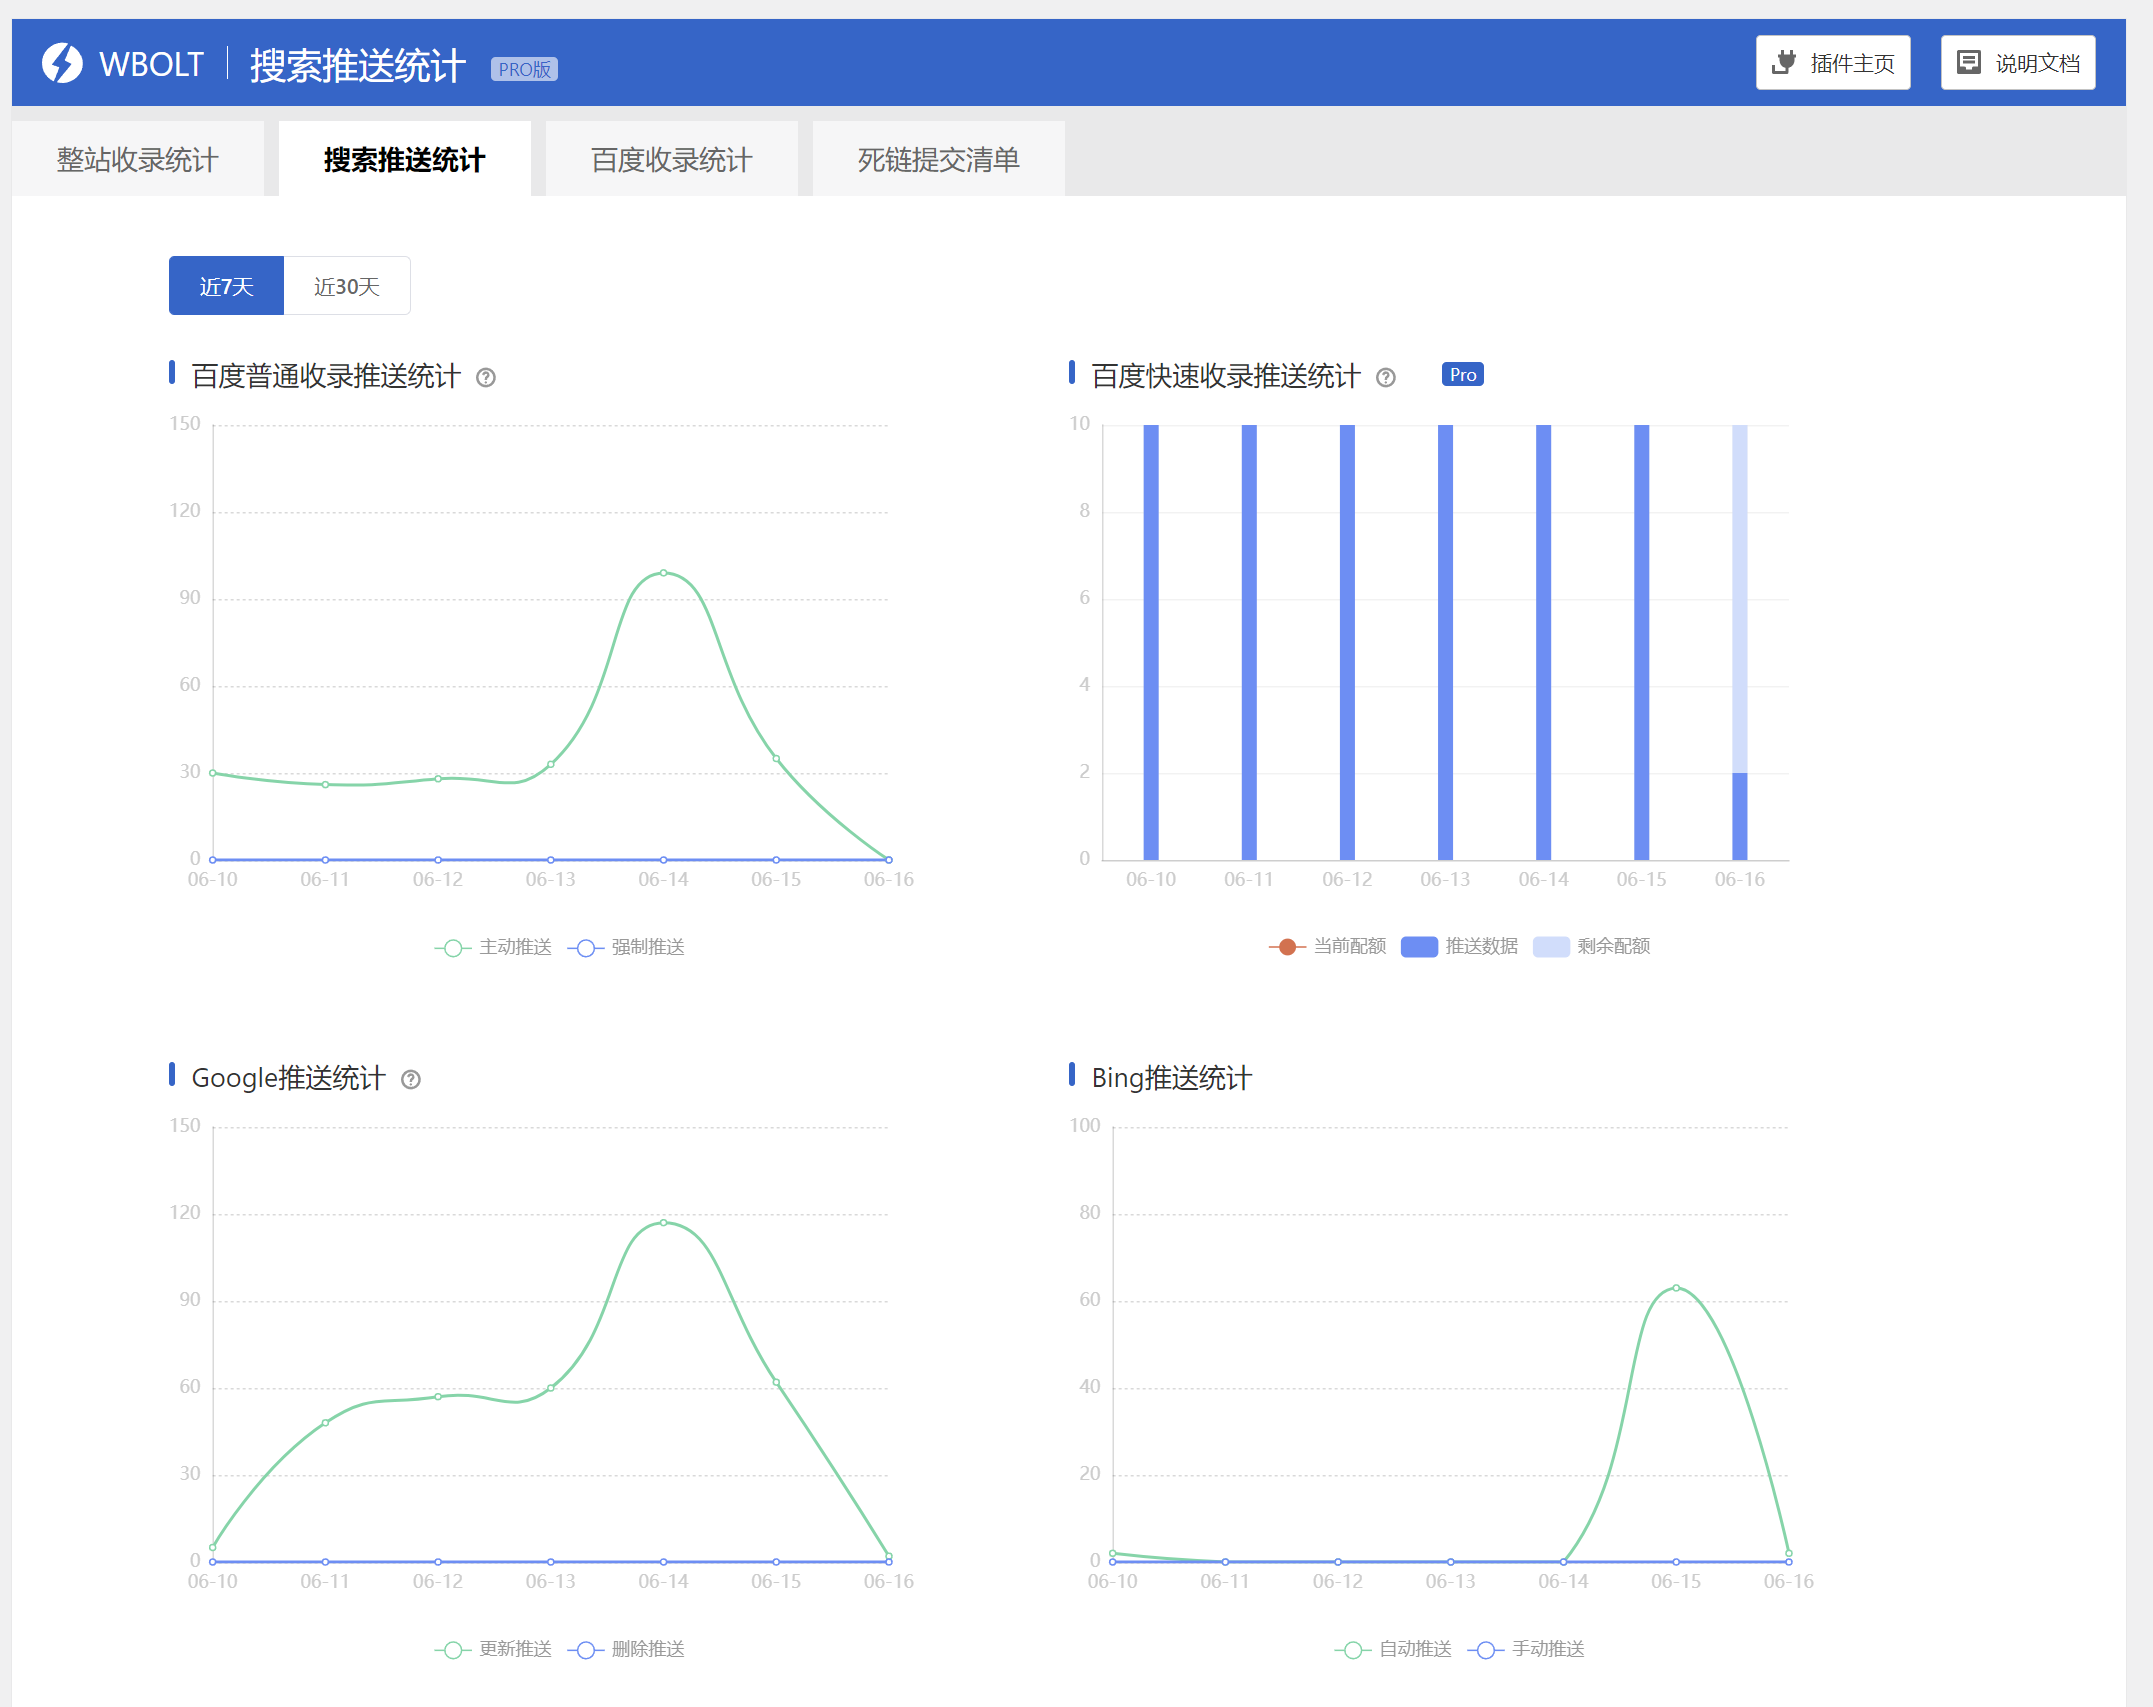 WBOLT 搜索推送统计 PRO版
插件主页
说明文档
整站收录统计
搜索推送统计
百度收录统计
死链提交清单
近7天
近30天
百度普通收录推送统计
150
120
90
60
30
0
06-10 06-11 06-12 06-13 06-14 06-15 06-16
主动推送 强制推送
百度快速收录推送统计 Pro
10
8
6
4
2
0
06-10 06-11 06-12 06-13 06-14 06-15 06-16
当前配额 推送数据 剩余配额
Google推送统计
150
120
90
60
30
0
06-10 06-11 06-12 06-13 06-14 06-15 06-16
更新推送 删除推送
Bing推送统计
100
80
60
40
20
0
06-10 06-11 06-12 06-13 06-14 06-15 06-16
自动推送 手动推送